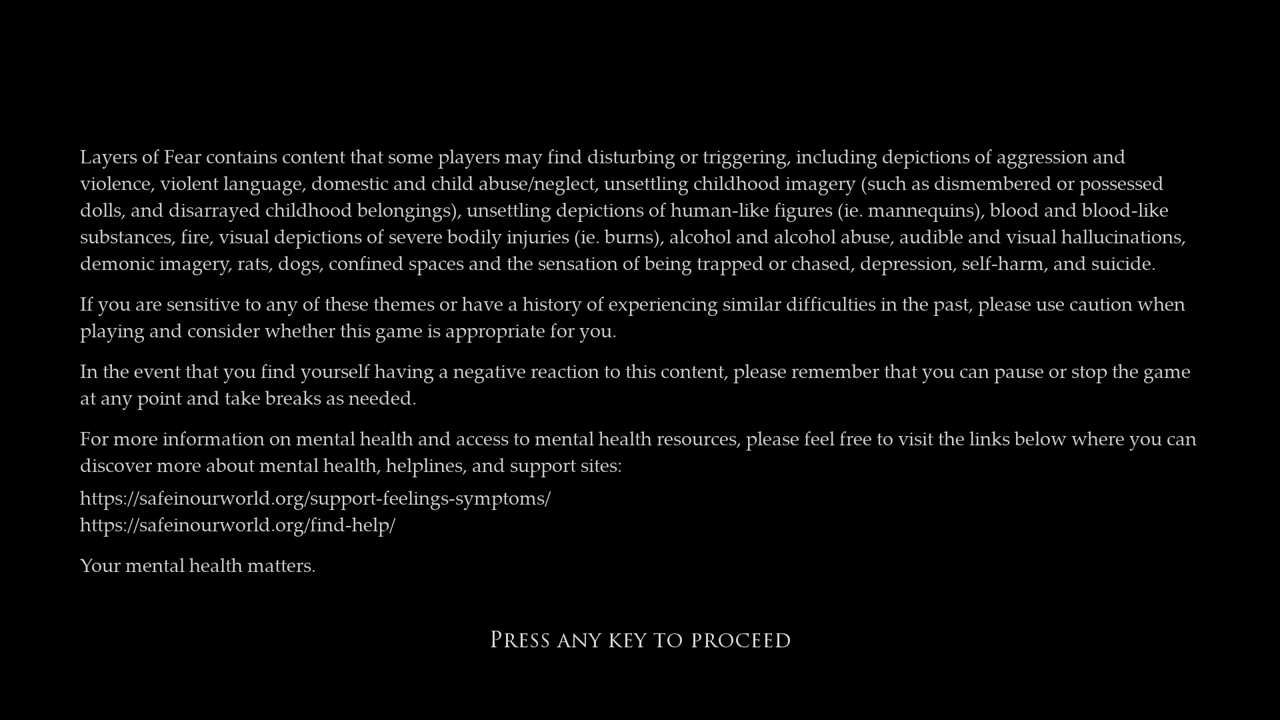 Layers of Fear contains content that some players may find disturbing or triggering, including depictions of aggression and
violence, violent language, domestic and child abuse/neglect, unsettling childhood imagery (such as dismembered or possessed
dolls, and disarrayed childhood belongings), unsettling depictions of human-like figures (ie. mannequins), blood and blood-like
substances, fire, visual depictions of severe bodily injuries (ie. burns), alcohol and alcohol abuse, audible and visual hallucinations,
demonic imagery, rats, dogs, confined spaces and the sensation of being trapped or chased, depression, self-harm, and suicide.
If you are sensitive to any of these themes or have a history of experiencing similar difficulties in the past, please use caution when
playing and consider whether this game is appropriate for you.
In the event that you find yourself having a negative reaction to this content, please remember that you can pause or stop the game
at any point and take breaks as needed.
For more information on mental health and access to mental health resources, please feel free to visit the links below where you can
discover more about mental health, helplines, and support sites:
https://safeinourworld.org/support-feelings-symptoms/
https://safeinourworld.org/find-help/
Your mental health matters.
Press any key to proceed